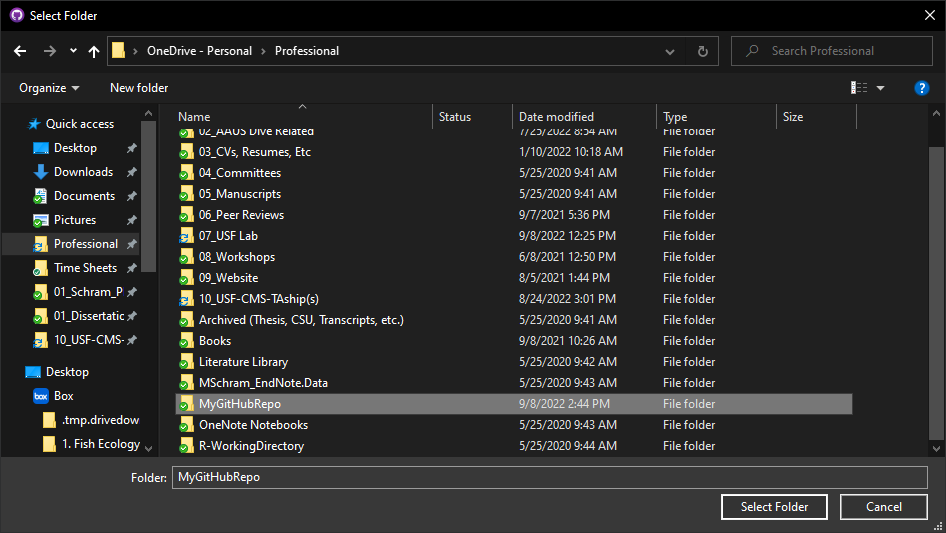 Select Folder
OneDrive - Personal > Professional
Search Professional
Organize New folder
Name Status Date modified Type Size
02_AAUS Dive Related 7/25/2022 8:54 AM File folder
03_CVs, Resumes, Etc 1/10/2022 10:18 AM File folder
04_Committees 5/25/2020 9:41 AM File folder
05_Manuscripts 5/25/2020 9:41 AM File folder
06_Peer Reviews 9/7/2021 5:36 PM File folder
07_USF Lab 9/8/2022 12:25 PM File folder
08_Workshops 6/8/2021 12:50 PM File folder
09_Website 8/5/2021 1:44 PM File folder
10_USF-CMS-TAship(s) 8/24/2022 3:01 PM File folder
Archived (Thesis, CSU, Transcripts, etc.) 5/25/2020 9:41 AM File folder
Books 9/8/2021 10:26 AM File folder
Literature Library 5/25/2020 9:42 AM File folder
MSchram_EndNote.Data 5/25/2020 9:43 AM File folder
MyGitHubRepo 9/8/2022 2:44 PM File folder
OneNote Notebooks 5/25/2020 9:43 AM File folder
R-WorkingDirectory 5/25/2020 9:44 AM File folder
Quick access
Desktop
Downloads
Documents
Pictures
Professional
Time Sheets
01_Schram_P
01_Dissertatic
10_USF-CMS-
Desktop
box Box
.tmp.drivedow
1. Fish Ecology
Folder: MyGitHubRepo
Select Folder Cancel